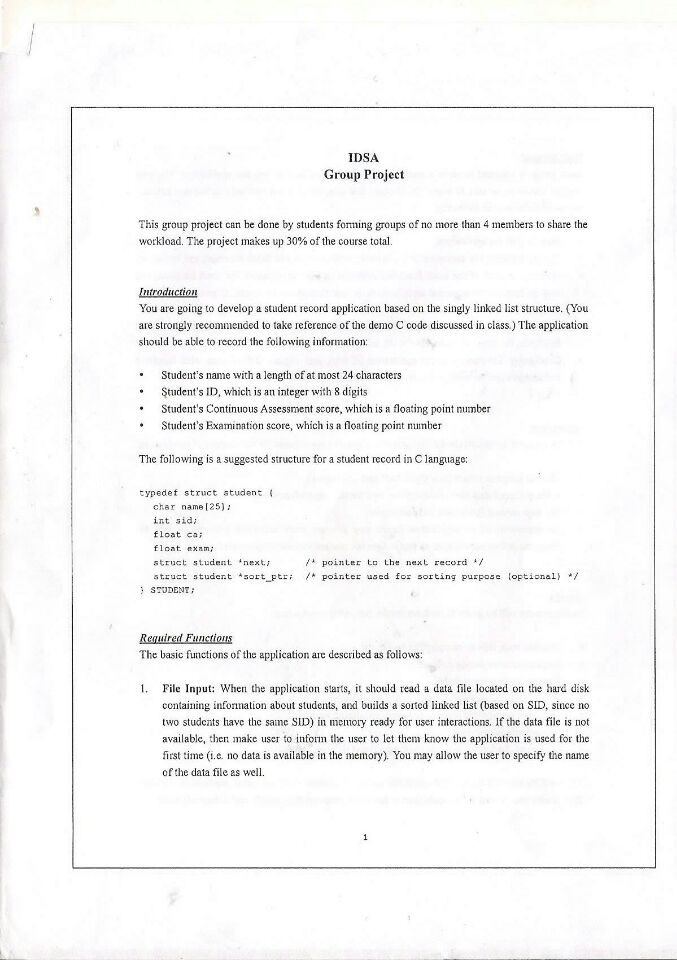 IDSA
Group Project
This group project can be done by students forming groups of no more than 4 members to share the
workload. The project makes up 30% of the course total.
Introduction
You are going to develop a student record application based on the singly linked list structure. (You
are strongly recommended to take reference of the demo C code discussed in class.) The application
should be able to record the following information:
• Student's name with a length of at most 24 characters
• Student's ID, which is an integer with 8 digits
• Student's Continuous Assessment score, which is a floating point number
• Student's Examination score, which is a floating point number
The following is a suggested structure for a student record in C language:
typedef struct student {
char name[25];
int sid;
float ca;
float exam;
struct student *next; /* pointer to the next record */
struct student *sort_ptr; /* pointer used for sorting purpose (optional) */
} STUDENT;
Required Functions
The basic functions of the application are described as follows:
1. File Input: When the application starts, it should read a data file located on the hard disk
containing information about students, and builds a sorted linked list (based on SID, since no
two students have the same SID) in memory ready for user interactions. If the data file is not
available, then make user to inform the user to let them know the application is used for the
first time (i.e. no data is available in the memory). You may allow the user to specify the name
of the data file as well.
1